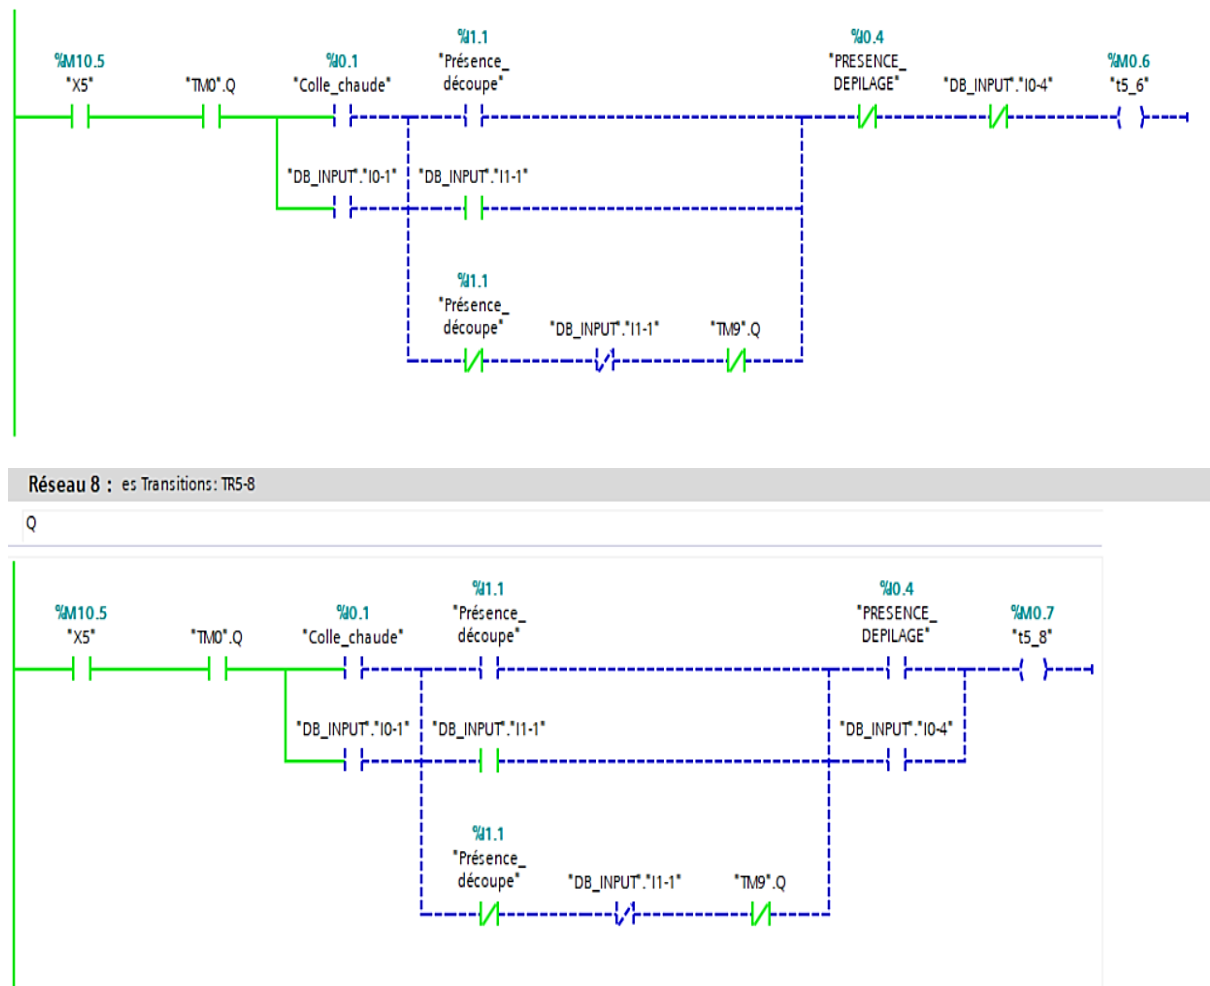 %I1.1
%I0.4
%M10.5
%I0.1
"Présence_
"PRESENCE_
%M0.6
"X5"
"TM0".Q
"Colle_chaude"
découpe"
DEPILAGE"
"DB_INPUT"."I0-4"
"t5_6"
"DB_INPUT"."I0-1"
"DB_INPUT"."I1-1"
%I1.1
"Présence_
découpe"
"DB_INPUT"."I1-1"
"TM9".Q
Réseau 8 : es Transitions: TR5-8
Q
%I1.1
%I0.4
%M10.5
%I0.1
"Présence_
"PRESENCE_
%M0.7
"X5"
"TM0".Q
"Colle_chaude"
découpe"
DEPILAGE"
"t5_8"
"DB_INPUT"."I0-1"
"DB_INPUT"."I1-1"
"DB_INPUT"."I0-4"
%I1.1
"Présence_
découpe"
"DB_INPUT"."I1-1"
"TM9".Q